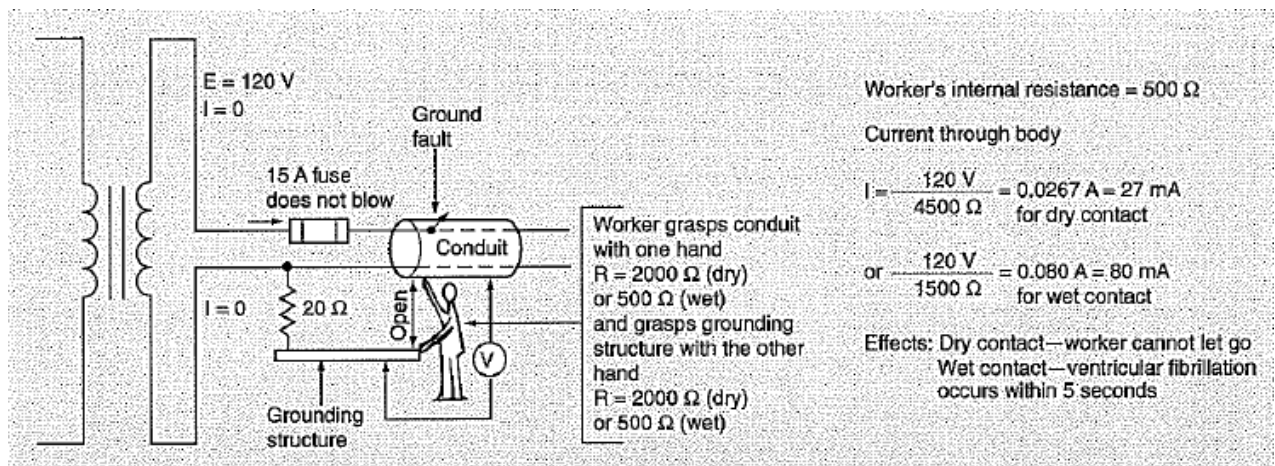 E = 120 V
I = 0
Ground
fault
15 A fuse
does not blow
Conduit
I = 0
20 Ω
Open
V
Grounding
structure
Worker grasps conduit
with one hand
R = 2000 Ω (dry)
or 500 Ω (wet)
and grasps grounding
structure with the other
hand
R = 2000 Ω (dry)
or 500 Ω (wet)
Worker's internal resistance = 500 Ω
Current through body
I = 120 V / 4500 Ω = 0.0267 A = 27 mA
for dry contact
or 120 V / 1500 Ω = 0.080 A = 80 mA
for wet contact
Effects: Dry contact—worker cannot let go
Wet contact—ventricular fibrillation
occurs within 5 seconds